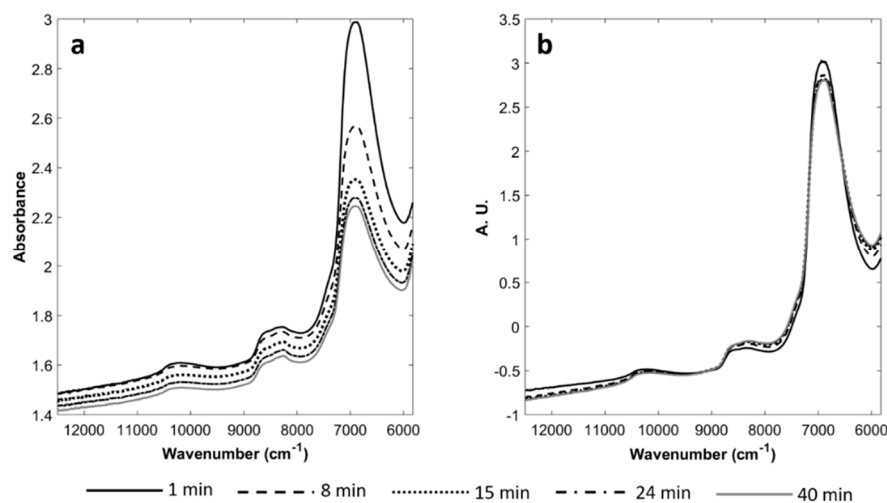 a
3
2.8
2.6
2.4
2.2
2
1.8
1.6
1.4
Absorbance
12000 11000 10000 9000 8000 7000 6000
Wavenumber (cm⁻¹)
b
3.5
3
2.5
2
1.5
1
0.5
0
-0.5
-1
A. U.
12000 11000 10000 9000 8000 7000 6000
Wavenumber (cm⁻¹)
1 min 8 min 15 min 24 min 40 min